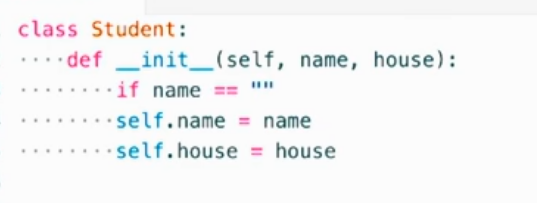 class Student:
····def __init__(self, name, house):
········if name == ""
········self.name = name
········self.house = house